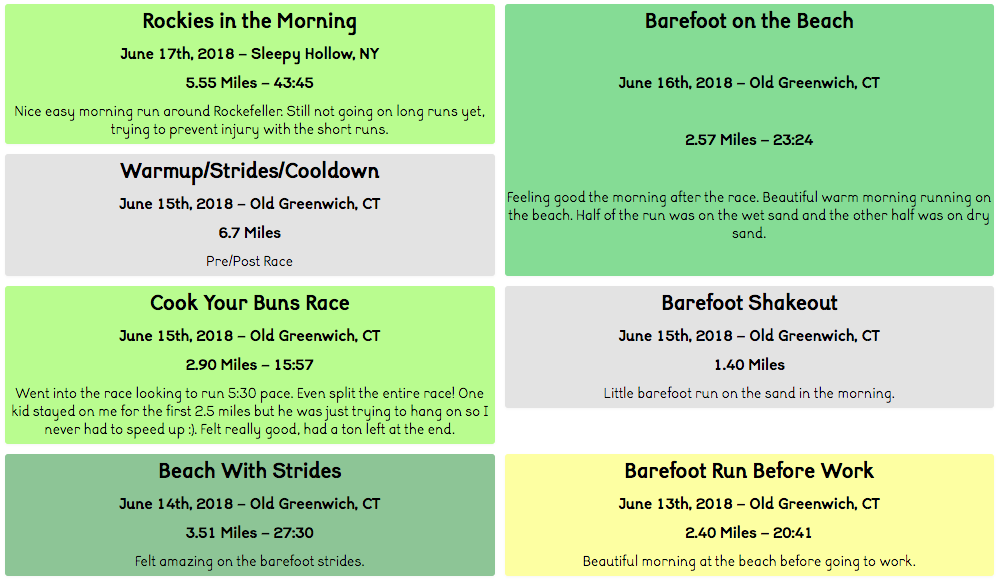 Rockies in the Morning
June 17th, 2018 – Sleepy Hollow, NY
5.55 Miles – 43:45
Nice easy morning run around Rockefeller. Still not going on long runs yet,
trying to prevent injury with the short runs.
Barefoot on the Beach
June 16th, 2018 – Old Greenwich, CT
2.57 Miles – 23:24
Feeling good the morning after the race. Beautiful warm morning running on
the beach. Half of the run was on the wet sand and the other half was on dry
sand.
Warmup/Strides/Cooldown
June 15th, 2018 – Old Greenwich, CT
6.7 Miles
Pre/Post Race
Cook Your Buns Race
June 15th, 2018 – Old Greenwich, CT
2.90 Miles – 15:57
Went into the race looking to run 5:30 pace. Even split the entire race! One
kid stayed on me for the first 2.5 miles but he was just trying to hang on so I
never had to speed up :). Felt really good, had a ton left at the end.
Barefoot Shakeout
June 15th, 2018 – Old Greenwich, CT
1.40 Miles
Little barefoot run on the sand in the morning.
Beach With Strides
June 14th, 2018 – Old Greenwich, CT
3.51 Miles – 27:30
Felt amazing on the barefoot strides.
Barefoot Run Before Work
June 13th, 2018 – Old Greenwich, CT
2.40 Miles – 20:41
Beautiful morning at the beach before going to work.